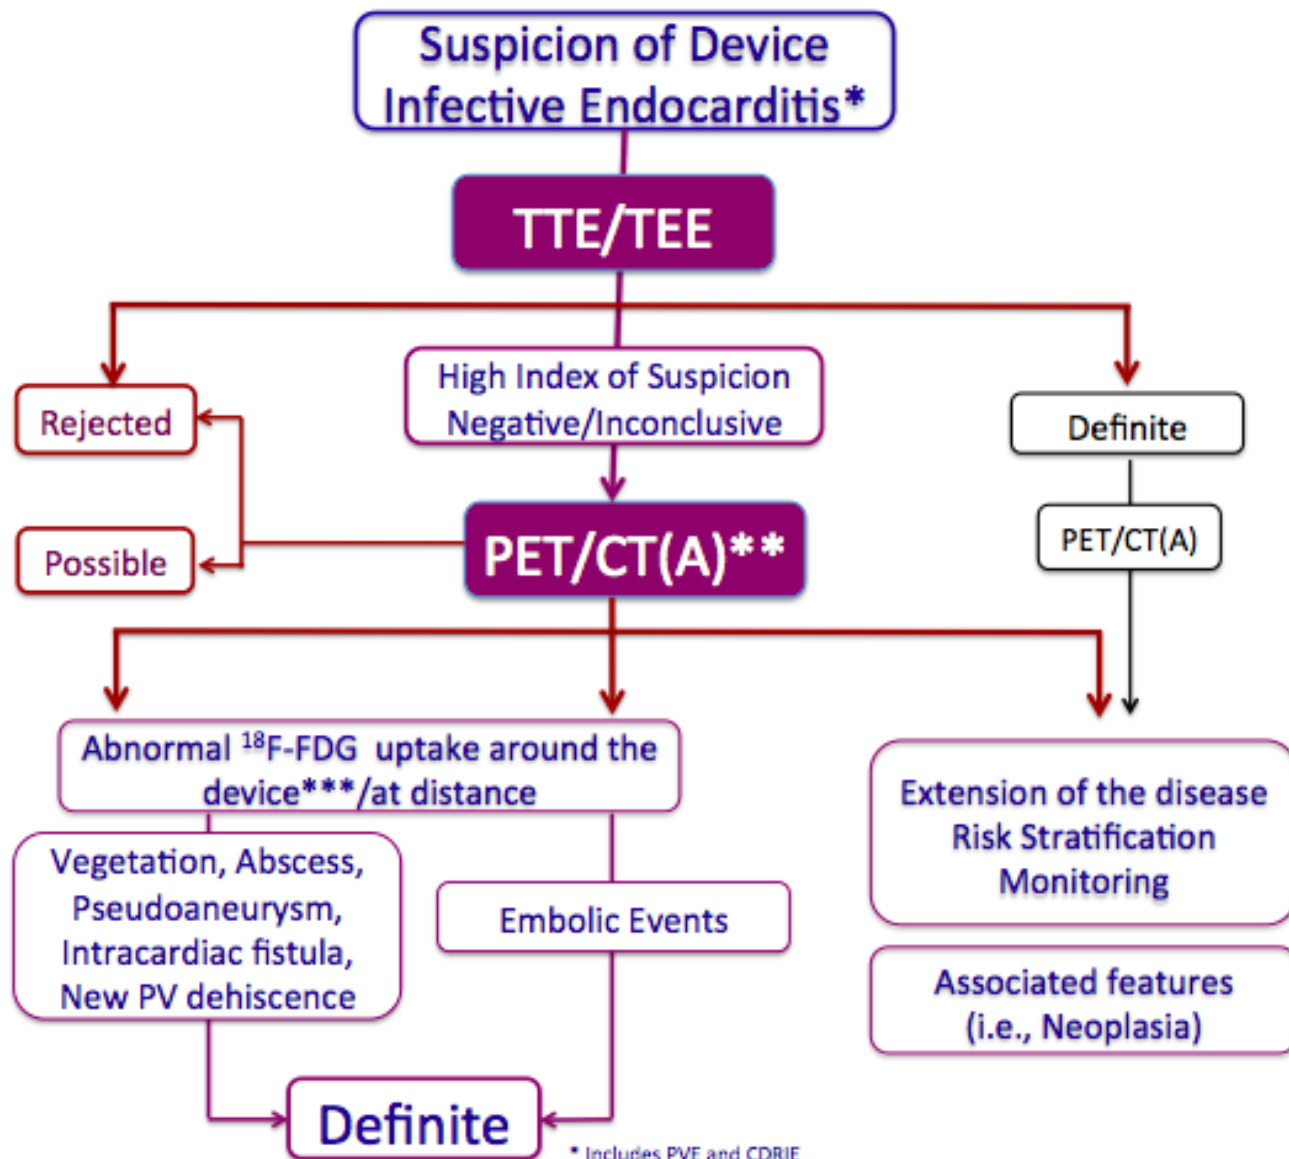 Suspicion of Device
Infective Endocarditis*
TTE/TEE
High Index of Suspicion
Negative/Inconclusive
Rejected
Definite
Possible
PET/CT(A)**
PET/CT(A)
Abnormal ¹⁸F-FDG uptake around the
device***/at distance
Vegetation, Abscess,
Pseudoaneurysm,
Intracardiac fistula,
New PV dehiscence
Embolic Events
Extension of the disease
Risk Stratification
Monitoring
Associated features
(i.e., Neoplasia)
Definite
* Includes PVE and CDRIE